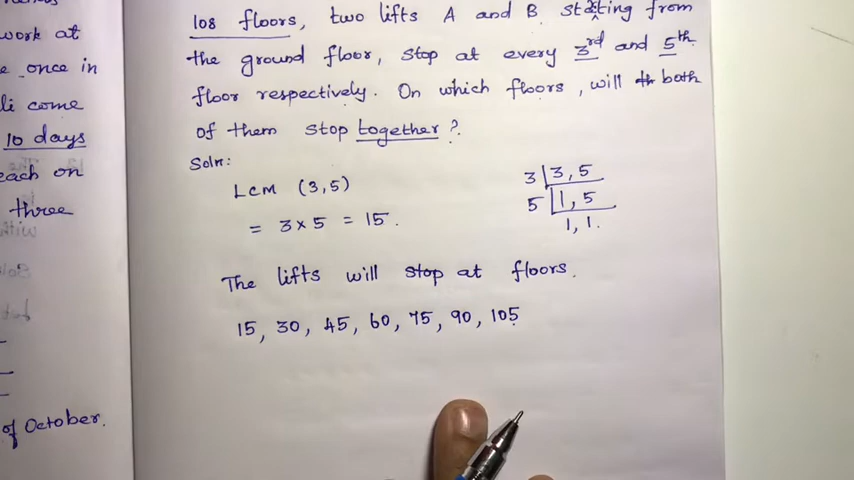 work at
once in
come
10 days
each on
three
of October.
108 floors, two lifts A and B stating from
the ground floor, stop at every 3rd and 5th
floor respectively. On which floors, will both
of them stop together?
Soln:
LCM (3,5)
= 3 × 5 = 15.
3 | 3, 5
5 | 1, 5
1, 1.
The lifts will stop at floors.
15, 30, 45, 60, 75, 90, 105